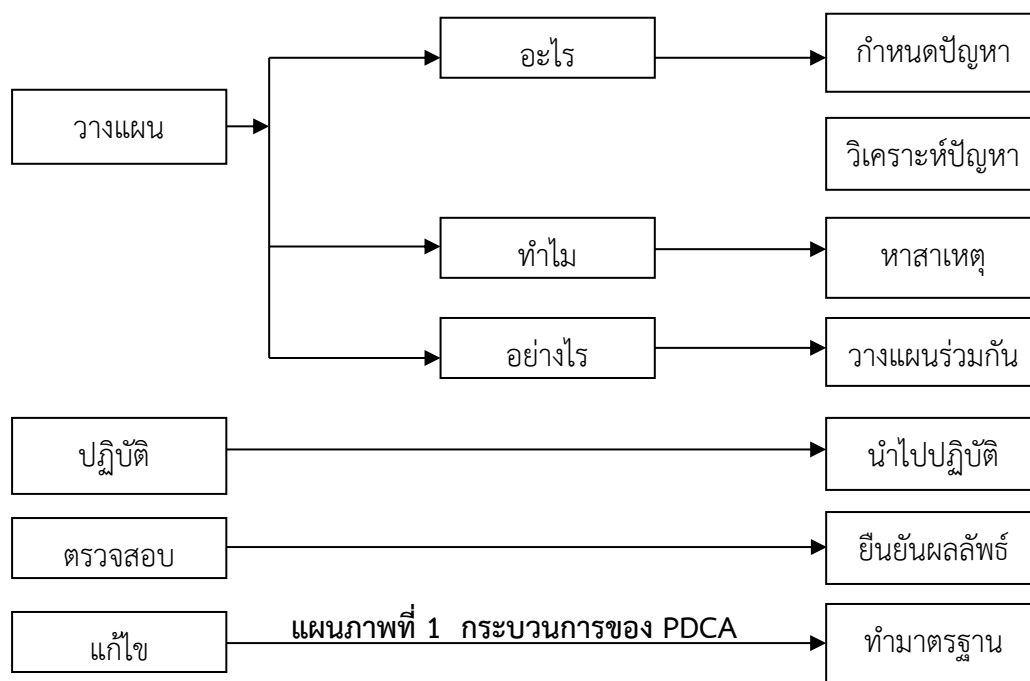 อะไร
กำหนดปัญหา
วางแผน
วิเคราะห์ปัญหา
ทำไม
หาสาเหตุ
อย่างไร
วางแผนร่วมกัน
ปฏิบัติ
นำไปปฏิบัติ
ตรวจสอบ
ยืนยันผลลัพธ์
แก้ไข
แผนภาพที่ 1 กระบวนการของ PDCA
ทำมาตรฐาน